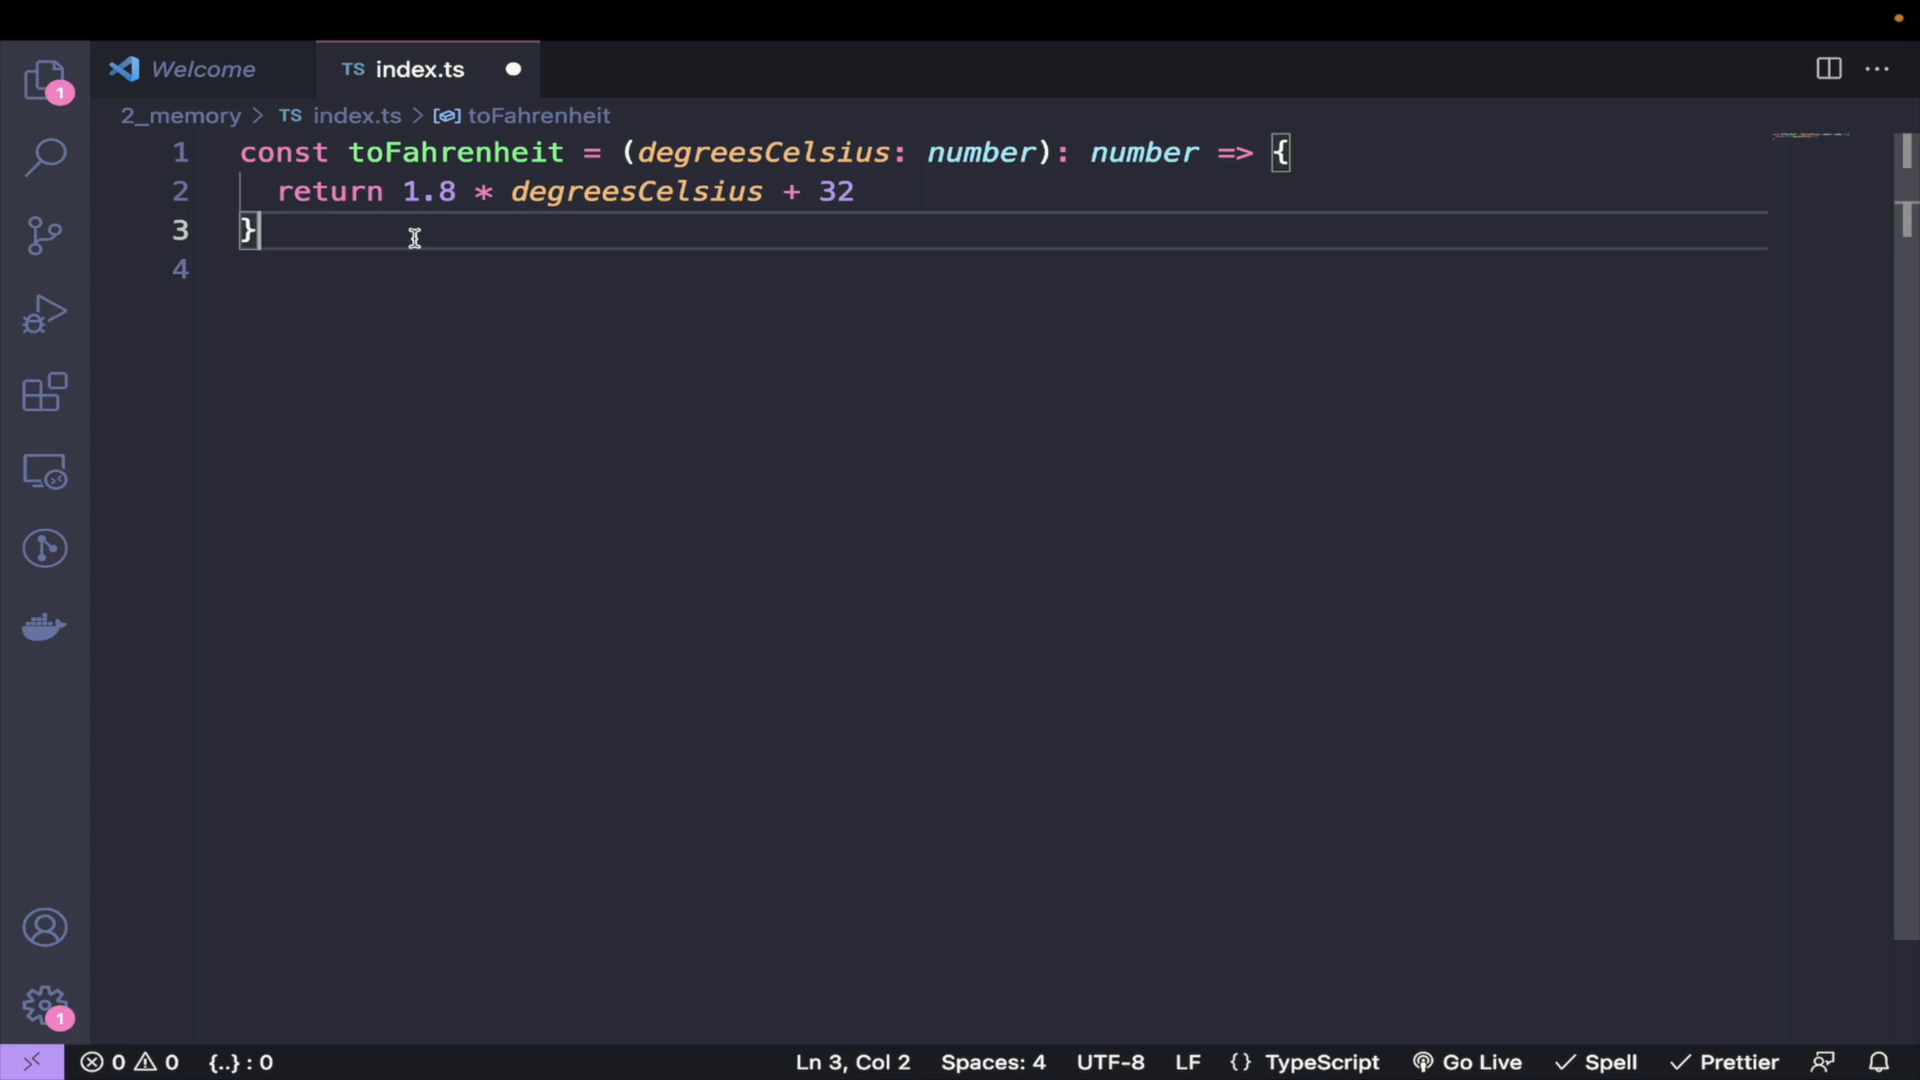 Welcome
TS index.ts
2_memory > TS index.ts > toFahrenheit
1 const toFahrenheit = (degreesCelsius: number): number => {
2 return 1.8 * degreesCelsius + 32
3 }
4
1
1
0 0 {..} : 0 Ln 3, Col 2 Spaces: 4 UTF-8 LF {} TypeScript Go Live Spell Prettier